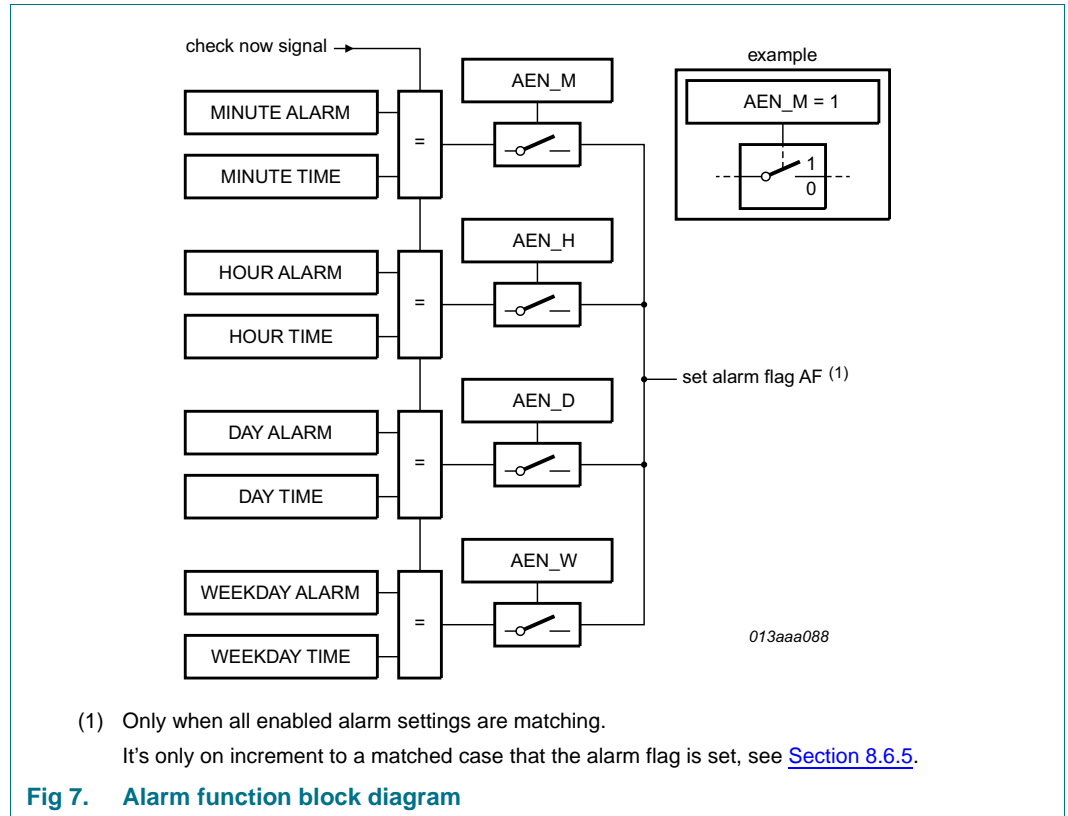 check now signal
example
AEN_M
AEN_M = 1
MINUTE ALARM
=
1
MINUTE TIME
0
AEN_H
HOUR ALARM
=
HOUR TIME
set alarm flag AF (1)
AEN_D
DAY ALARM
=
DAY TIME
AEN_W
WEEKDAY ALARM
=
WEEKDAY TIME
013aaa088
(1) Only when all enabled alarm settings are matching.
It's only on increment to a matched case that the alarm flag is set, see Section 8.6.5.
Fig 7. Alarm function block diagram